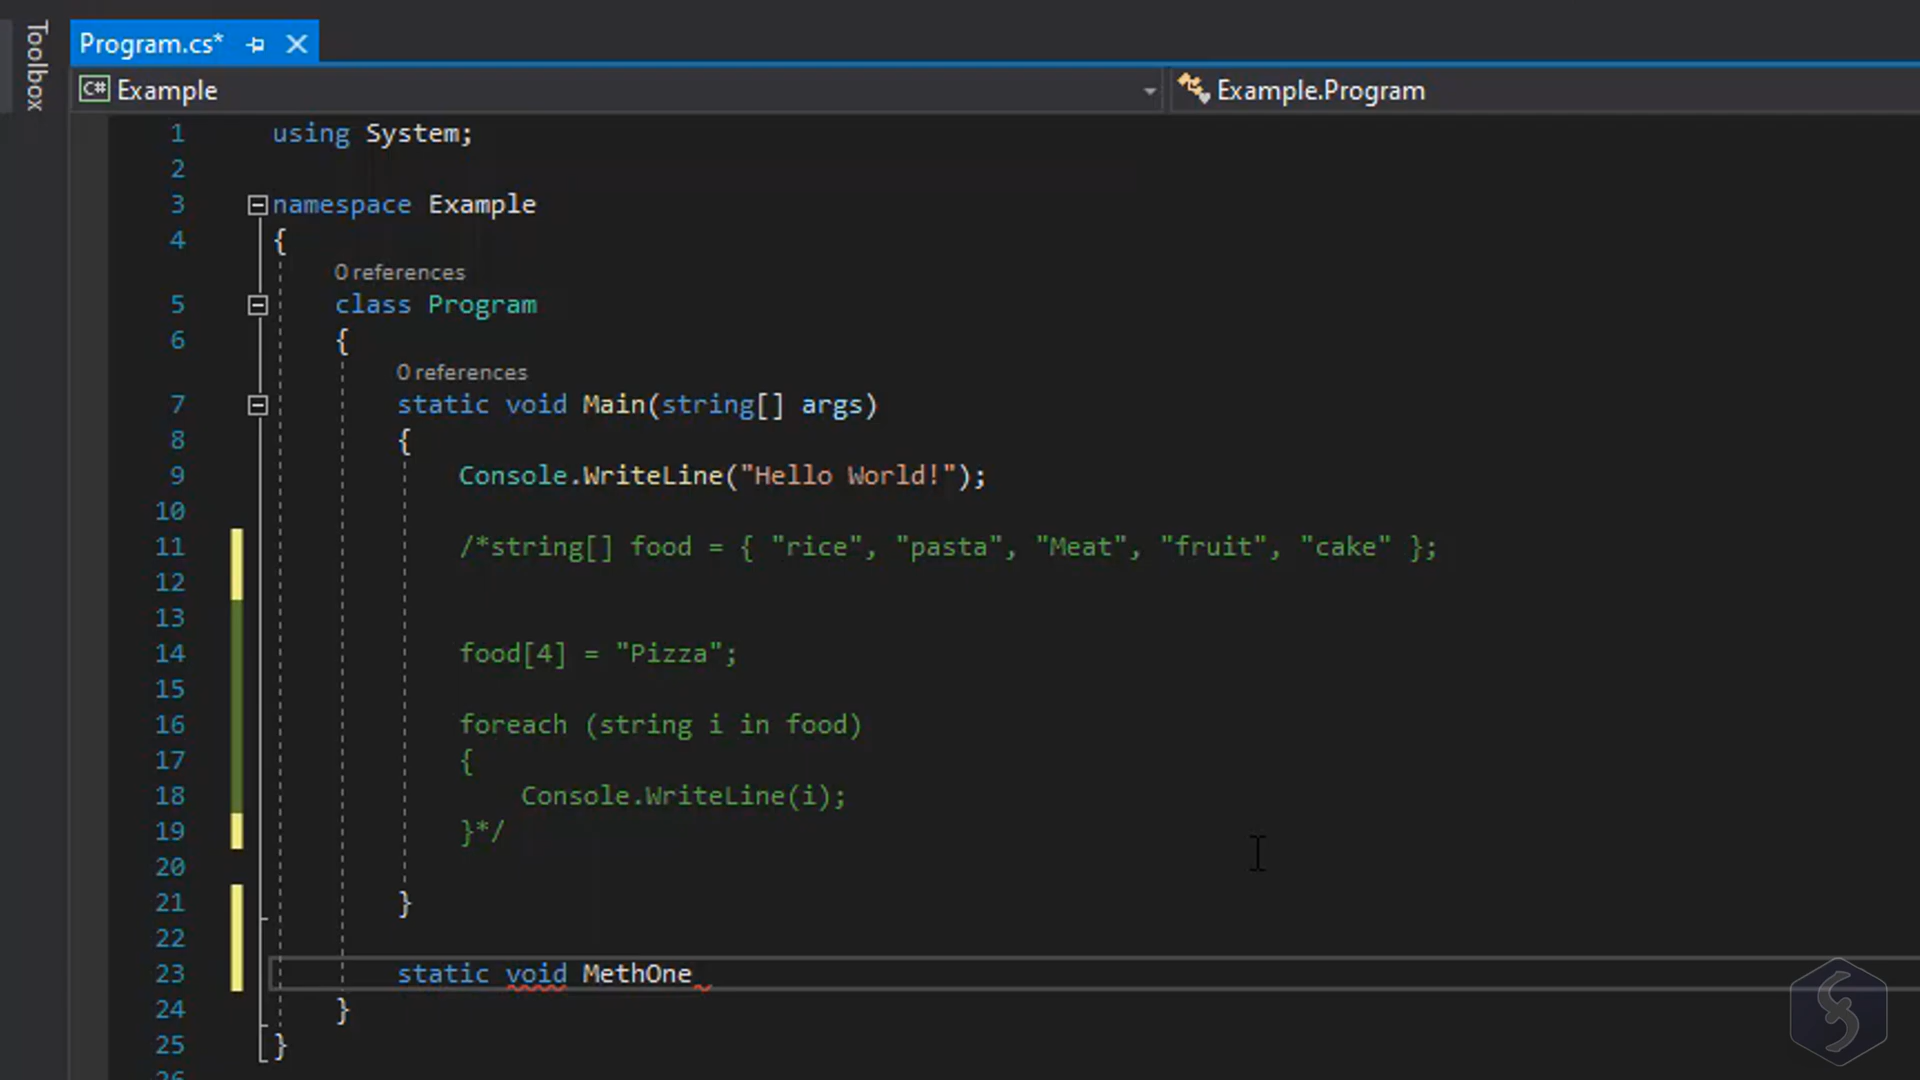 Toolbox
Program.cs*
C# Example
Example.Program
1 using System;
2
3 namespace Example
4 {
0 references
5 class Program
6 {
0 references
7 static void Main(string[] args)
8 {
9 Console.WriteLine("Hello World!");
10
11 /*string[] food = { "rice", "pasta", "Meat", "fruit", "cake" };
12
13
14 food[4] = "Pizza";
15
16 foreach (string i in food)
17 {
18 Console.WriteLine(i);
19 }*/
20
21 }
22
23 static void MethOne
24 }
25 }
26